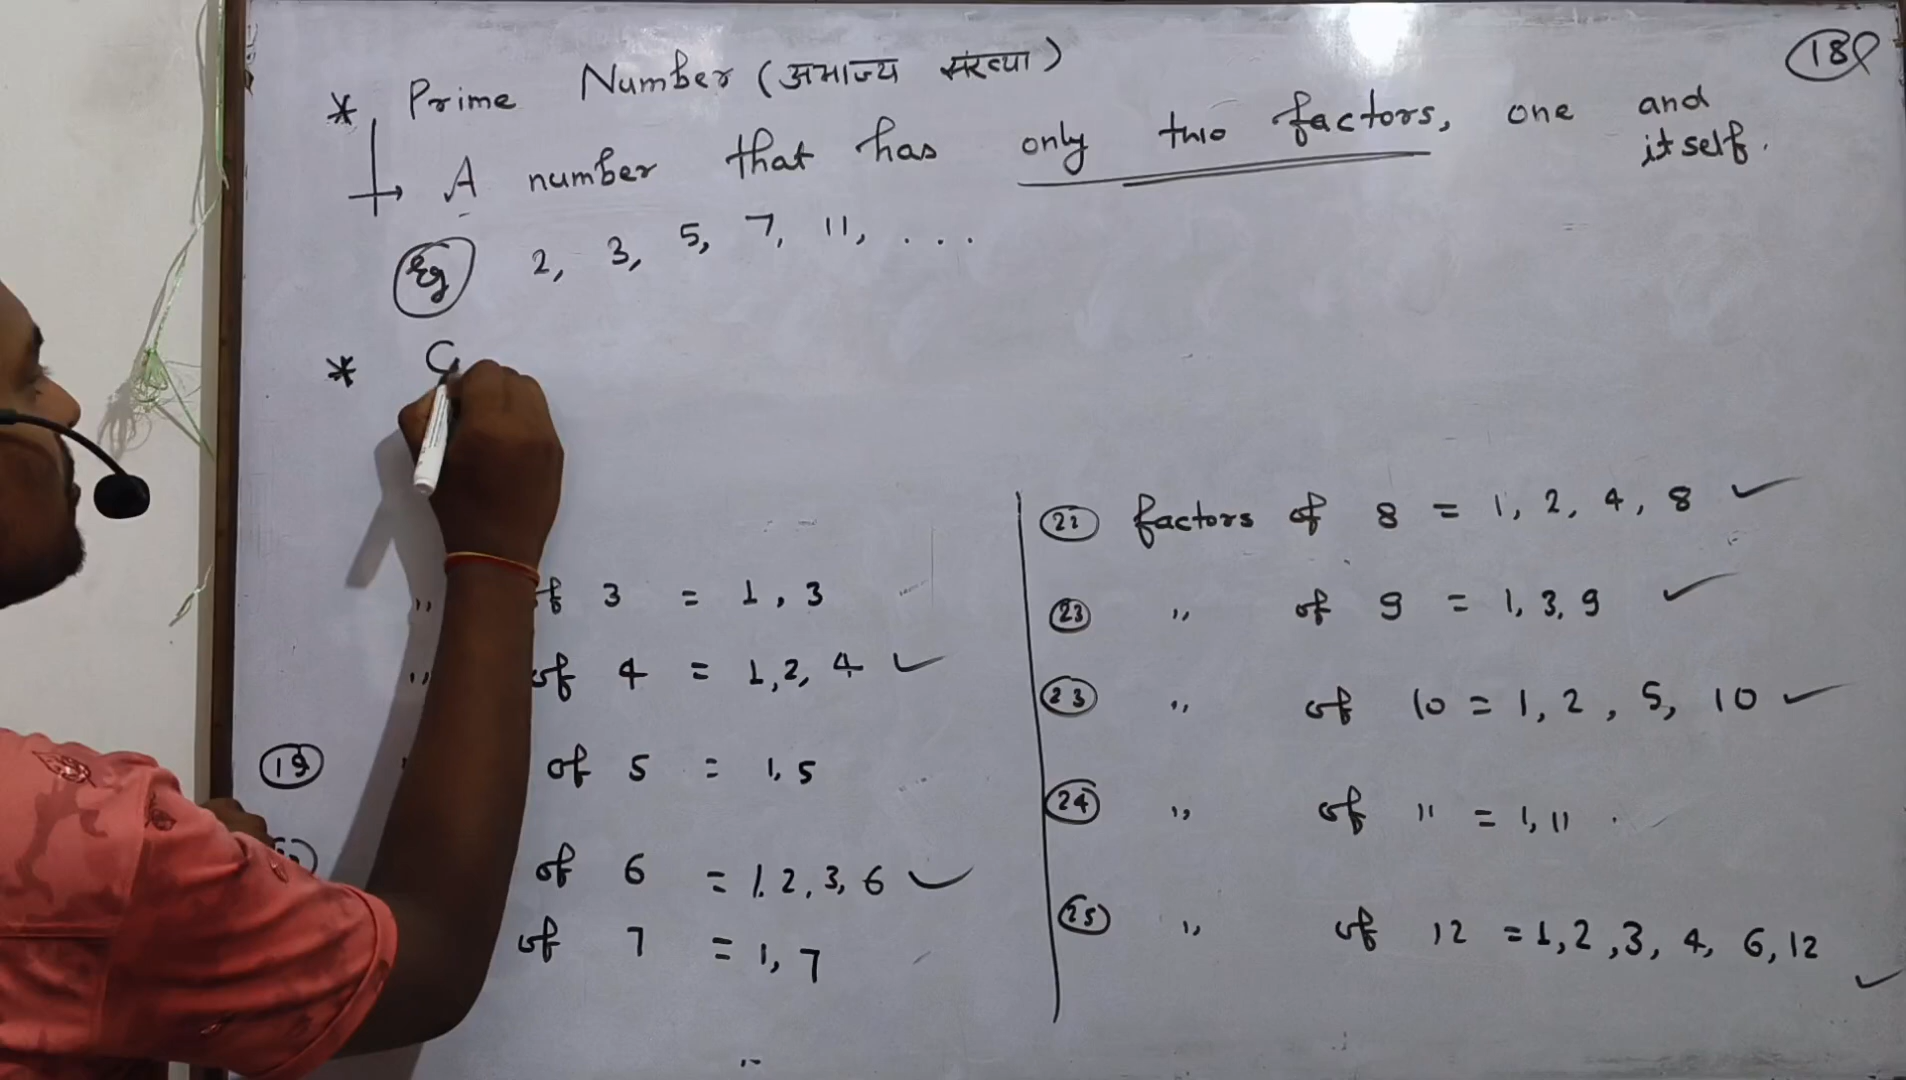 18
* Prime Number (अभाज्य संख्या)
A number that has only two factors, one and itself.
Eg 2, 3, 5, 7, 11, ...
* C
,, of 3 = 1, 3
,, of 4 = 1, 2, 4 ✓
19 of 5 = 1, 5
of 6 = 1, 2, 3, 6 ✓
of 7 = 1, 7
22 factors of 8 = 1, 2, 4, 8 ✓
23 ,, of 9 = 1, 3, 9 ✓
23 ,, of 10 = 1, 2, 5, 10 ✓
24 ,, of 11 = 1, 11
25 ,, of 12 = 1, 2, 3, 4, 6, 12 ✓